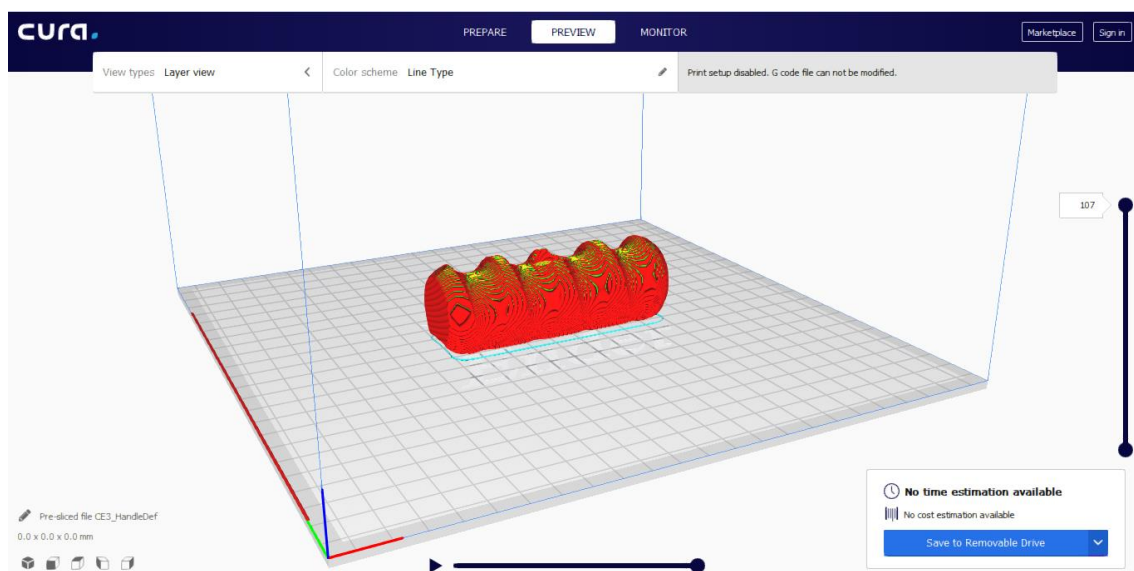 cura.
PREPARE PREVIEW MONITOR
Marketplace Sign in
View types Layer view
Color scheme Line Type
Print setup disabled. G code file can not be modified.
107
No time estimation available
No cost estimation available
Save to Removable Drive
Pre-sliced file CE3_HandleDef
0.0 x 0.0 x 0.0 mm